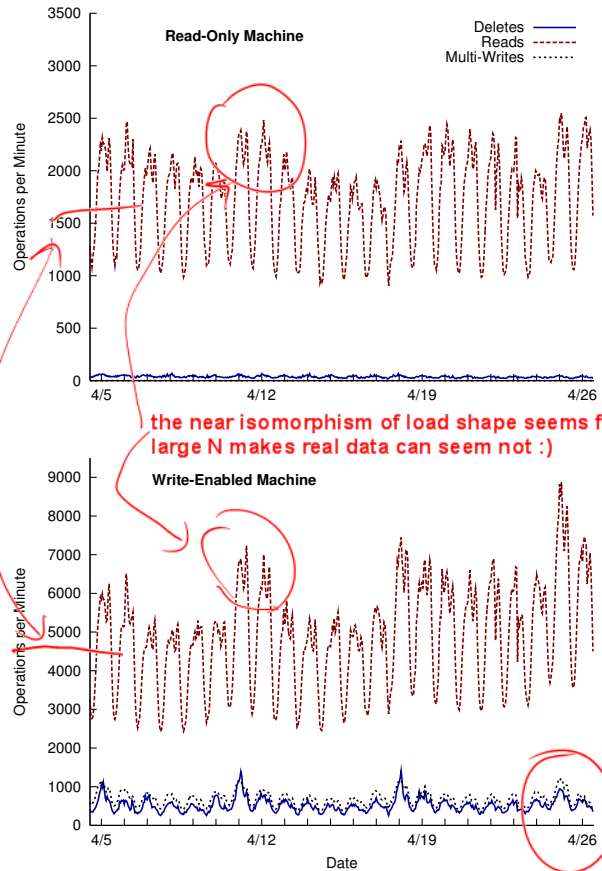 3500
Read-Only Machine
Deletes
Reads
Multi-Writes
3000
2500
2000
1500
1000
500
0
Operations per Minute
4/5 4/12 4/19 4/26
the near isomorphism of load shape seems f
large N makes real data can seem not :)
Write-Enabled Machine
9000
8000
7000
6000
5000
4000
3000
2000
1000
0
Operations per Minute
4/5 4/12 4/19 4/26
Date